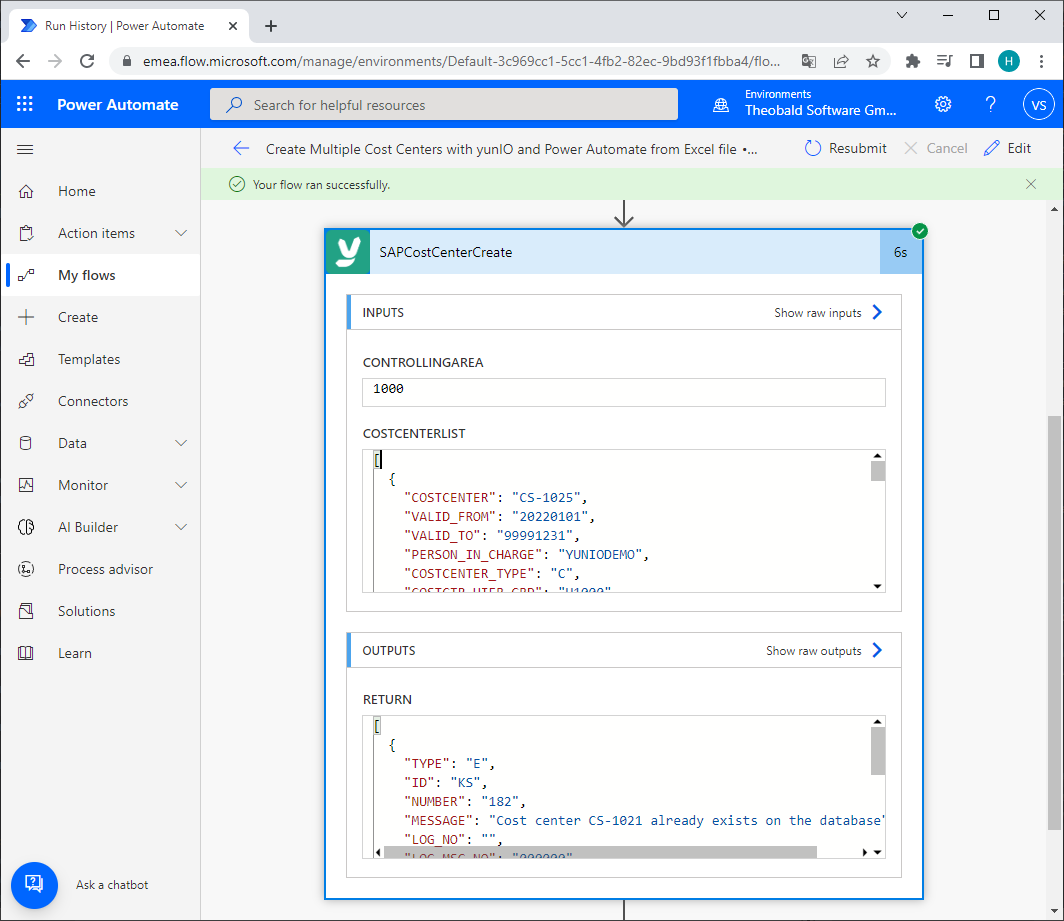 Run History | Power Automate
emea.flow.microsoft.com/manage/environments/Default-3c969cc1-5cc1-4fb2-82ec-9bd93f1fbba4/flo...
H
Power Automate
Search for helpful resources
Environments
Theobald Software Gm...
?
VS
Create Multiple Cost Centers with yunIO and Power Automate from Excel file •...
Resubmit
Cancel
Edit
Your flow ran successfully.
Home
Action items
My flows
Create
Templates
Connectors
Data
Monitor
AI Builder
Process advisor
Solutions
Learn
Ask a chatbot
SAPCostCenterCreate
6s
INPUTS
Show raw inputs
CONTROLLINGAREA
1000
COSTCENTERLIST
[
{
"COSTCENTER": "CS-1025",
"VALID_FROM": "20220101",
"VALID_TO": "99991231",
"PERSON_IN_CHARGE": "YUNIODEMO",
"COSTCENTER_TYPE": "C",
"COSTCTR_HIER_GRP": "H1000"
OUTPUTS
Show raw outputs
RETURN
[
{
"TYPE": "E",
"ID": "KS",
"NUMBER": "182",
"MESSAGE": "Cost center CS-1021 already exists on the database"
"LOG_NO": "",
"LOG_MSG_NO": "000000"